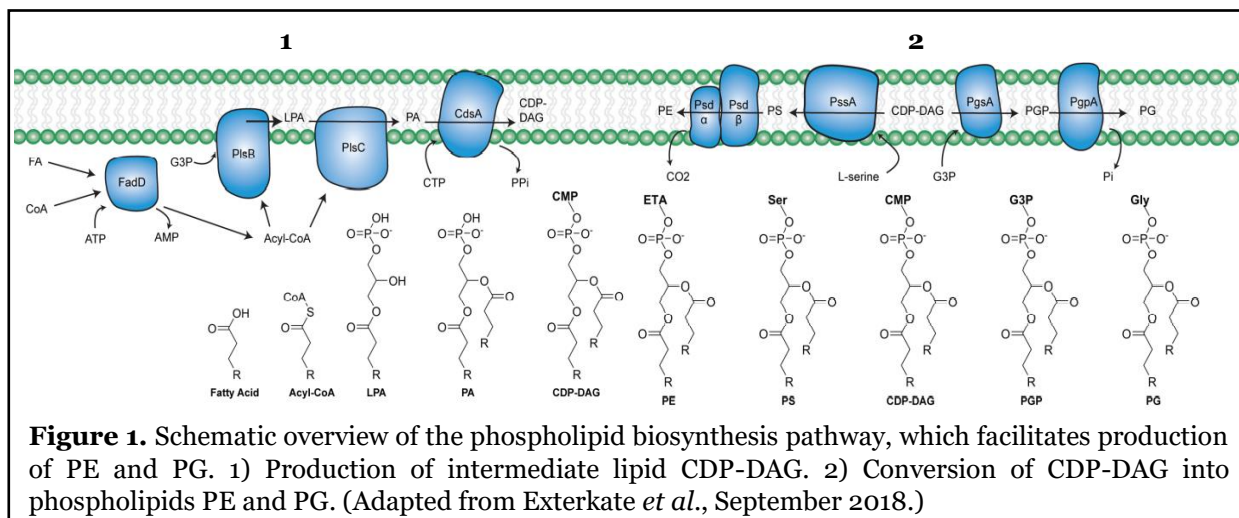 1
2
FA
CoA
FadD
ATP
AMP
G3P
PlsB
LPA
Acyl-CoA
PlsC
PA
CdsA
CTP
PPi
CDP-
DAG
PE
Psd
α
Psd
β
CO2
PS
PssA
L-serine
CDP-DAG
PgsA
G3P
PGP
PgpA
Pi
PG
OH
O
R
Fatty Acid
CoA
S
O
R
Acyl-CoA
OH
O=P-O⁻
O
OH
O
O
R
LPA
OH
O=P-O⁻
O
O
O
O
O
R
R
PA
CMP
O
O=P-O⁻
O
O
O
O
O
R
R
CDP-DAG
ETA
O
O=P-O⁻
O
O
O
O
O
R
R
PE
Ser
O
O=P-O⁻
O
O
O
O
O
R
R
PS
CMP
O
O=P-O⁻
O
O
O
O
O
R
R
CDP-DAG
G3P
O
O=P-O⁻
O
O
O
O
O
R
R
PGP
Gly
O
O=P-O⁻
O
O
O
O
O
R
R
PG
Figure 1. Schematic overview of the phospholipid biosynthesis pathway, which facilitates production
of PE and PG. 1) Production of intermediate lipid CDP-DAG. 2) Conversion of CDP-DAG into
phospholipids PE and PG. (Adapted from Exterkate et al., September 2018.)